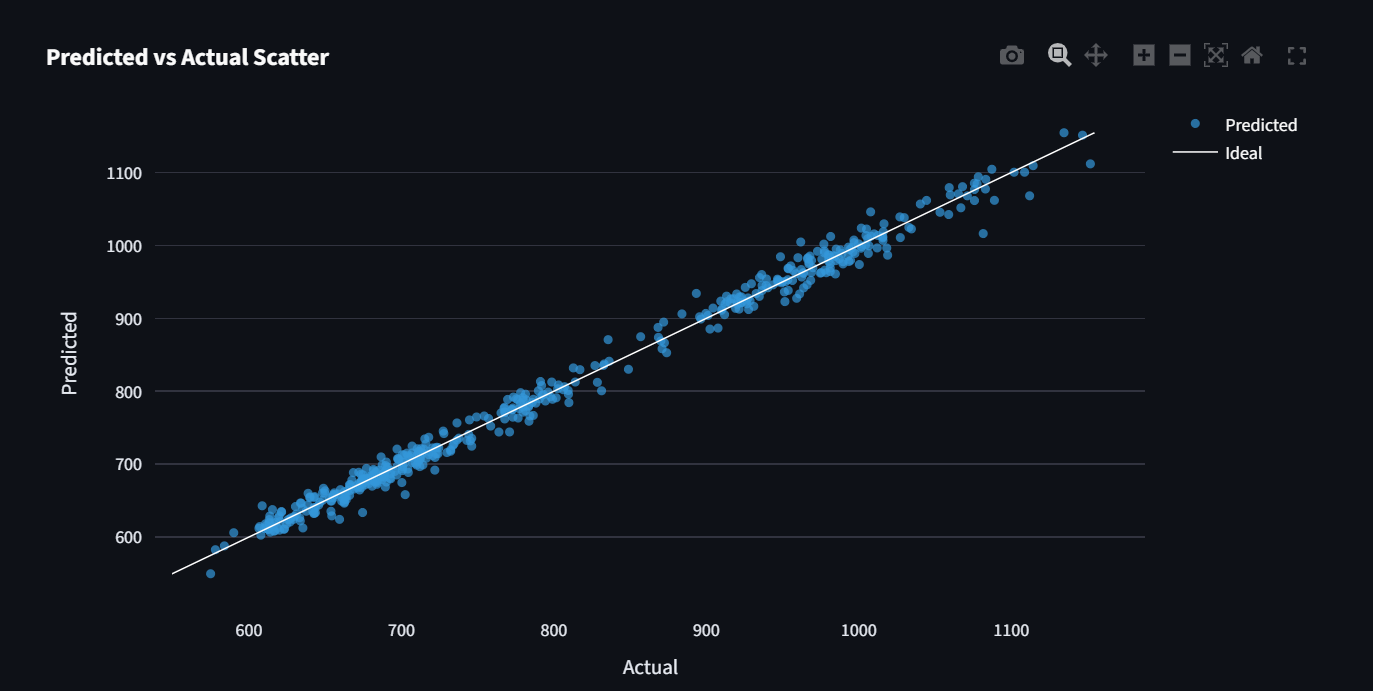 Predicted vs Actual Scatter
Predicted
Ideal
1100
1000
900
800
700
600
Predicted
600 700 800 900 1000 1100
Actual